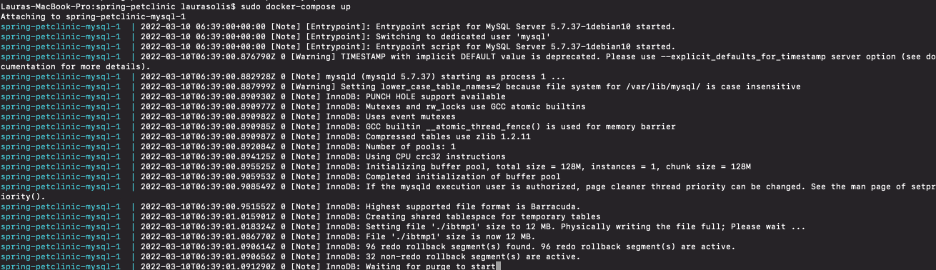 Lauras-MacBook-Pro:spring-petclinic laurasolis$ sudo docker-compose up
Attaching to spring-petclinic-mysql-1
spring-petclinic-mysql-1  | 2022-03-10 06:39:00+00:00 [Note] [Entrypoint]: Entrypoint script for MySQL Server 5.7.37-1debian10 started.
spring-petclinic-mysql-1  | 2022-03-10 06:39:00+00:00 [Note] [Entrypoint]: Switching to dedicated user 'mysql'
spring-petclinic-mysql-1  | 2022-03-10 06:39:00+00:00 [Note] [Entrypoint]: Entrypoint script for MySQL Server 5.7.37-1debian10 started.
spring-petclinic-mysql-1  | 2022-03-10T06:39:00.876790Z 0 [Warning] TIMESTAMP with implicit DEFAULT value is deprecated. Please use --explicit_defaults_for_timestamp server option (see do
cumentation for more details).
spring-petclinic-mysql-1  | 2022-03-10T06:39:00.882928Z 0 [Note] mysqld (mysqld 5.7.37) starting as process 1 ...
spring-petclinic-mysql-1  | 2022-03-10T06:39:00.887999Z 0 [Warning] Setting lower_case_table_names=2 because file system for /var/lib/mysql/ is case insensitive
spring-petclinic-mysql-1  | 2022-03-10T06:39:00.890930Z 0 [Note] InnoDB: PUNCH HOLE support available
spring-petclinic-mysql-1  | 2022-03-10T06:39:00.890977Z 0 [Note] InnoDB: Mutexes and rw_locks use GCC atomic builtins
spring-petclinic-mysql-1  | 2022-03-10T06:39:00.890982Z 0 [Note] InnoDB: Uses event mutexes
spring-petclinic-mysql-1  | 2022-03-10T06:39:00.890985Z 0 [Note] InnoDB: GCC builtin __atomic_thread_fence() is used for memory barrier
spring-petclinic-mysql-1  | 2022-03-10T06:39:00.890987Z 0 [Note] InnoDB: Compressed tables use zlib 1.2.11
spring-petclinic-mysql-1  | 2022-03-10T06:39:00.892084Z 0 [Note] InnoDB: Number of pools: 1
spring-petclinic-mysql-1  | 2022-03-10T06:39:00.894125Z 0 [Note] InnoDB: Using CPU crc32 instructions
spring-petclinic-mysql-1  | 2022-03-10T06:39:00.895525Z 0 [Note] InnoDB: Initializing buffer pool, total size = 128M, instances = 1, chunk size = 128M
spring-petclinic-mysql-1  | 2022-03-10T06:39:00.905953Z 0 [Note] InnoDB: Completed initialization of buffer pool
spring-petclinic-mysql-1  | 2022-03-10T06:39:00.908549Z 0 [Note] InnoDB: If the mysqld execution user is authorized, page cleaner thread priority can be changed. See the man page of setpr
iority().
spring-petclinic-mysql-1  | 2022-03-10T06:39:00.951552Z 0 [Note] InnoDB: Highest supported file format is Barracuda.
spring-petclinic-mysql-1  | 2022-03-10T06:39:01.015901Z 0 [Note] InnoDB: Creating shared tablespace for temporary tables
spring-petclinic-mysql-1  | 2022-03-10T06:39:01.018324Z 0 [Note] InnoDB: Setting file './ibtmp1' size to 12 MB. Physically writing the file full; Please wait ...
spring-petclinic-mysql-1  | 2022-03-10T06:39:01.086770Z 0 [Note] InnoDB: File './ibtmp1' size is now 12 MB.
spring-petclinic-mysql-1  | 2022-03-10T06:39:01.090614Z 0 [Note] InnoDB: 96 redo rollback segment(s) found. 96 redo rollback segment(s) are active.
spring-petclinic-mysql-1  | 2022-03-10T06:39:01.090656Z 0 [Note] InnoDB: 32 non-redo rollback segment(s) are active.
spring-petclinic-mysql-1  | 2022-03-10T06:39:01.091290Z 0 [Note] InnoDB: Waiting for purge to start